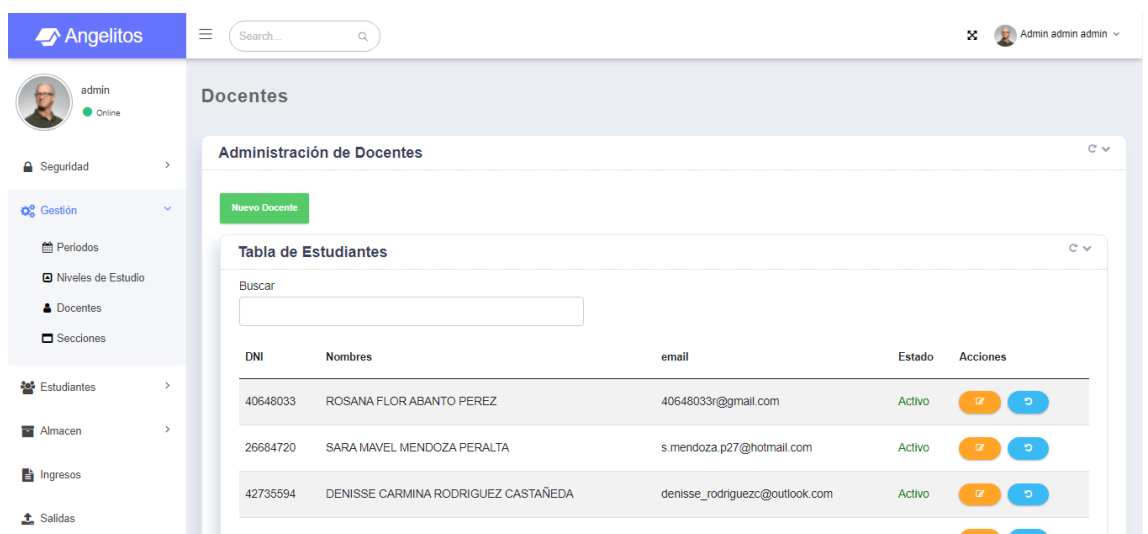 Angelitos
Search...
Admin admin admin
admin
Online
Seguridad
Gestión
Periodos
Niveles de Estudio
Docentes
Secciones
Estudiantes
Almacen
Ingresos
Salidas
Docentes
Administración de Docentes
Nuevo Docente
Tabla de Estudiantes
Buscar
DNI Nombres email Estado Acciones
40648033 ROSANA FLOR ABANTO PEREZ 40648033r@gmail.com Activo
26684720 SARA MAVEL MENDOZA PERALTA s.mendoza.p27@hotmail.com Activo
42735594 DENISSE CARMINA RODRIGUEZ CASTAÑEDA denisse_rodriguezc@outlook.com Activo